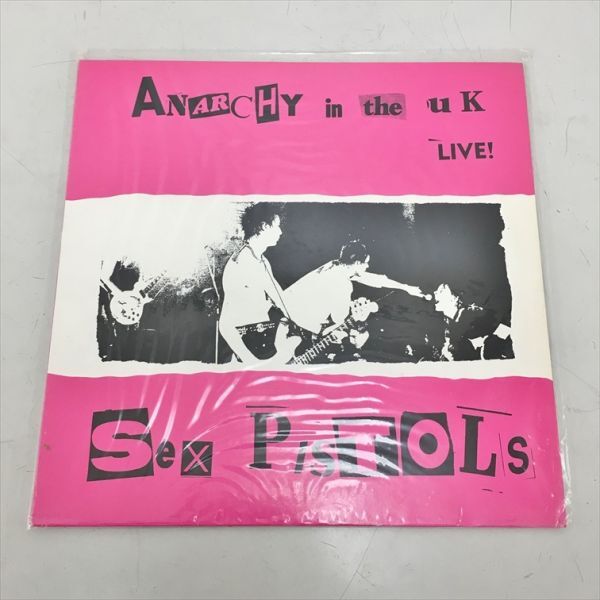 ANARCHY in the UK
LIVE!
Sex PISTOLS